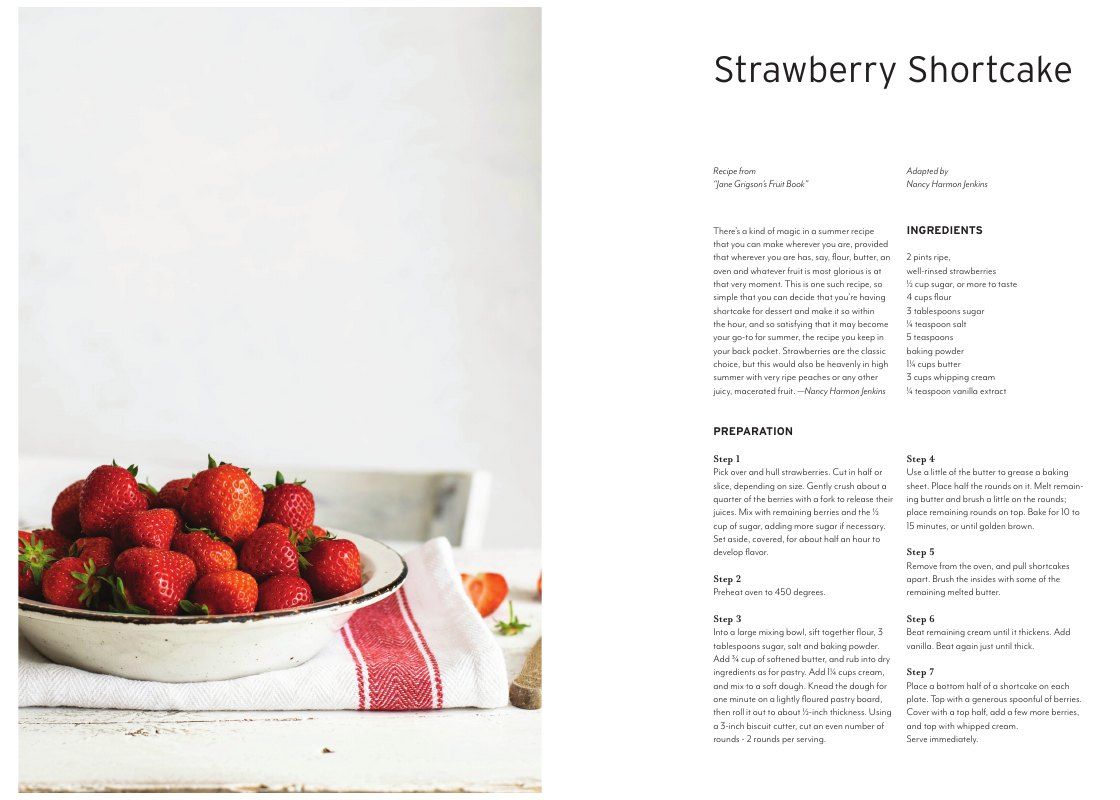 Strawberry Shortcake
Recipe from
"Jane Grigson's Fruit Book"
Adapted by
Nancy Harmon Jenkins
There's a kind of magic in a summer recipe
that you can make wherever you are, provided
that wherever you are has, say, flour, butter, an
oven and whatever fruit is most glorious is at
that very moment. This is one such recipe, so
simple that you can decide that you're having
shortcake for dessert and make it so within
the hour, and so satisfying that it may become
your go-to for summer, the recipe you keep in
your back pocket. Strawberries are the classic
choice, but this would also be heavenly in high
summer with very ripe peaches or any other
juicy, macerated fruit. —Nancy Harmon Jenkins
INGREDIENTS
2 pints ripe,
well-rinsed strawberries
½ cup sugar, or more to taste
4 cups flour
3 tablespoons sugar
¼ teaspoon salt
5 teaspoons
baking powder
1¼ cups butter
3 cups whipping cream
¼ teaspoon vanilla extract
PREPARATION
Step 1
Pick over and hull strawberries. Cut in half or
slice, depending on size. Gently crush about a
quarter of the berries with a fork to release their
juices. Mix with remaining berries and the ½
cup of sugar, adding more sugar if necessary.
Set aside, covered, for about half an hour to
develop flavor.
Step 2
Preheat oven to 450 degrees.
Step 3
Into a large mixing bowl, sift together flour, 3
tablespoons sugar, salt and baking powder.
Add ¾ cup of softened butter, and rub into dry
ingredients as for pastry. Add 1¼ cups cream,
and mix to a soft dough. Knead the dough for
one minute on a lightly floured pastry board,
then roll it out to about ½-inch thickness. Using
a 3-inch biscuit cutter, cut an even number of
rounds - 2 rounds per serving.
Step 4
Use a little of the butter to grease a baking
sheet. Place half the rounds on it. Melt remain-
ing butter and brush a little on the rounds;
place remaining rounds on top. Bake for 10 to
15 minutes, or until golden brown.
Step 5
Remove from the oven, and pull shortcakes
apart. Brush the insides with some of the
remaining melted butter.
Step 6
Beat remaining cream until it thickens. Add
vanilla. Beat again just until thick.
Step 7
Place a bottom half of a shortcake on each
plate. Top with a generous spoonful of berries.
Cover with a top half, add a few more berries,
and top with whipped cream.
Serve immediately.